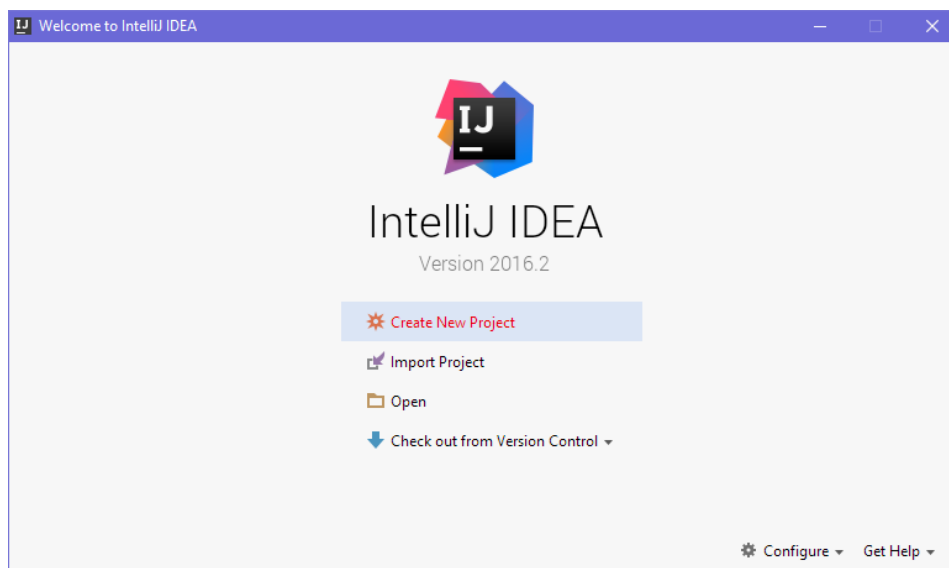 IJ Welcome to IntelliJ IDEA
IJ
IntelliJ IDEA
Version 2016.2
Create New Project
Import Project
Open
Check out from Version Control
Configure Get Help